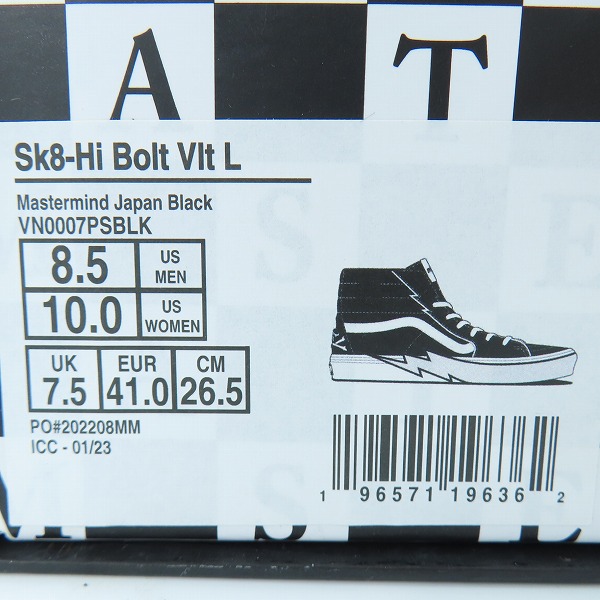 A T
Sk8-Hi Bolt Vlt L
Mastermind Japan Black
VN0007PSBLK
8.5 US MEN
10.0 US WOMEN
UK 7.5 EUR 41.0 CM 26.5
PO#202208MM
ICC - 01/23
S E
1 96571 19636 2
M S E